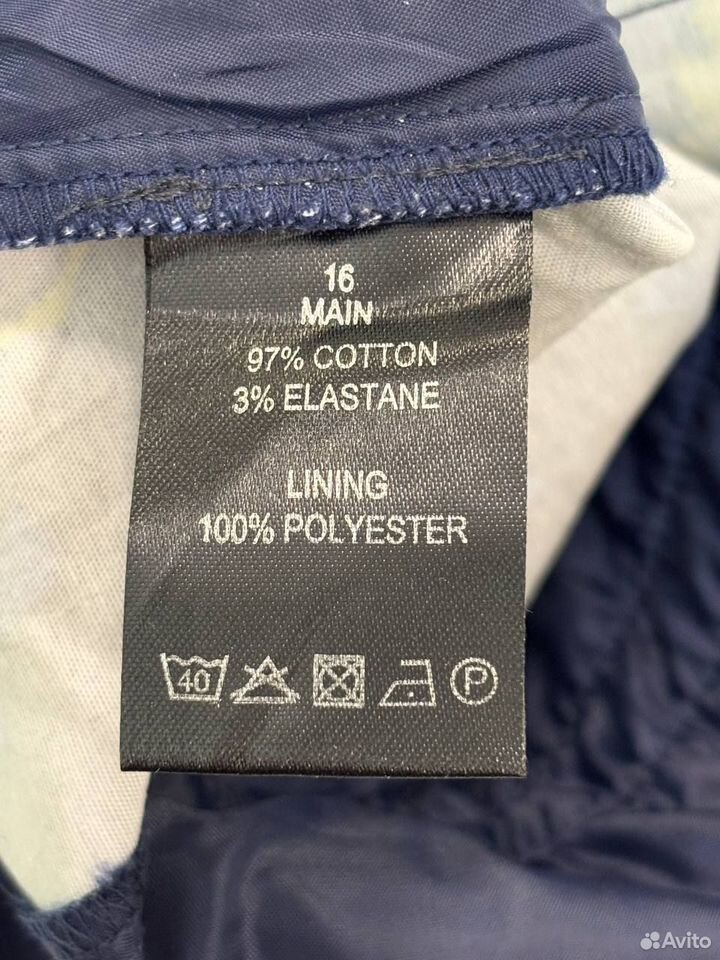 16
MAIN
97% COTTON
3% ELASTANE
LINING
100% POLYESTER
40 P
Avito